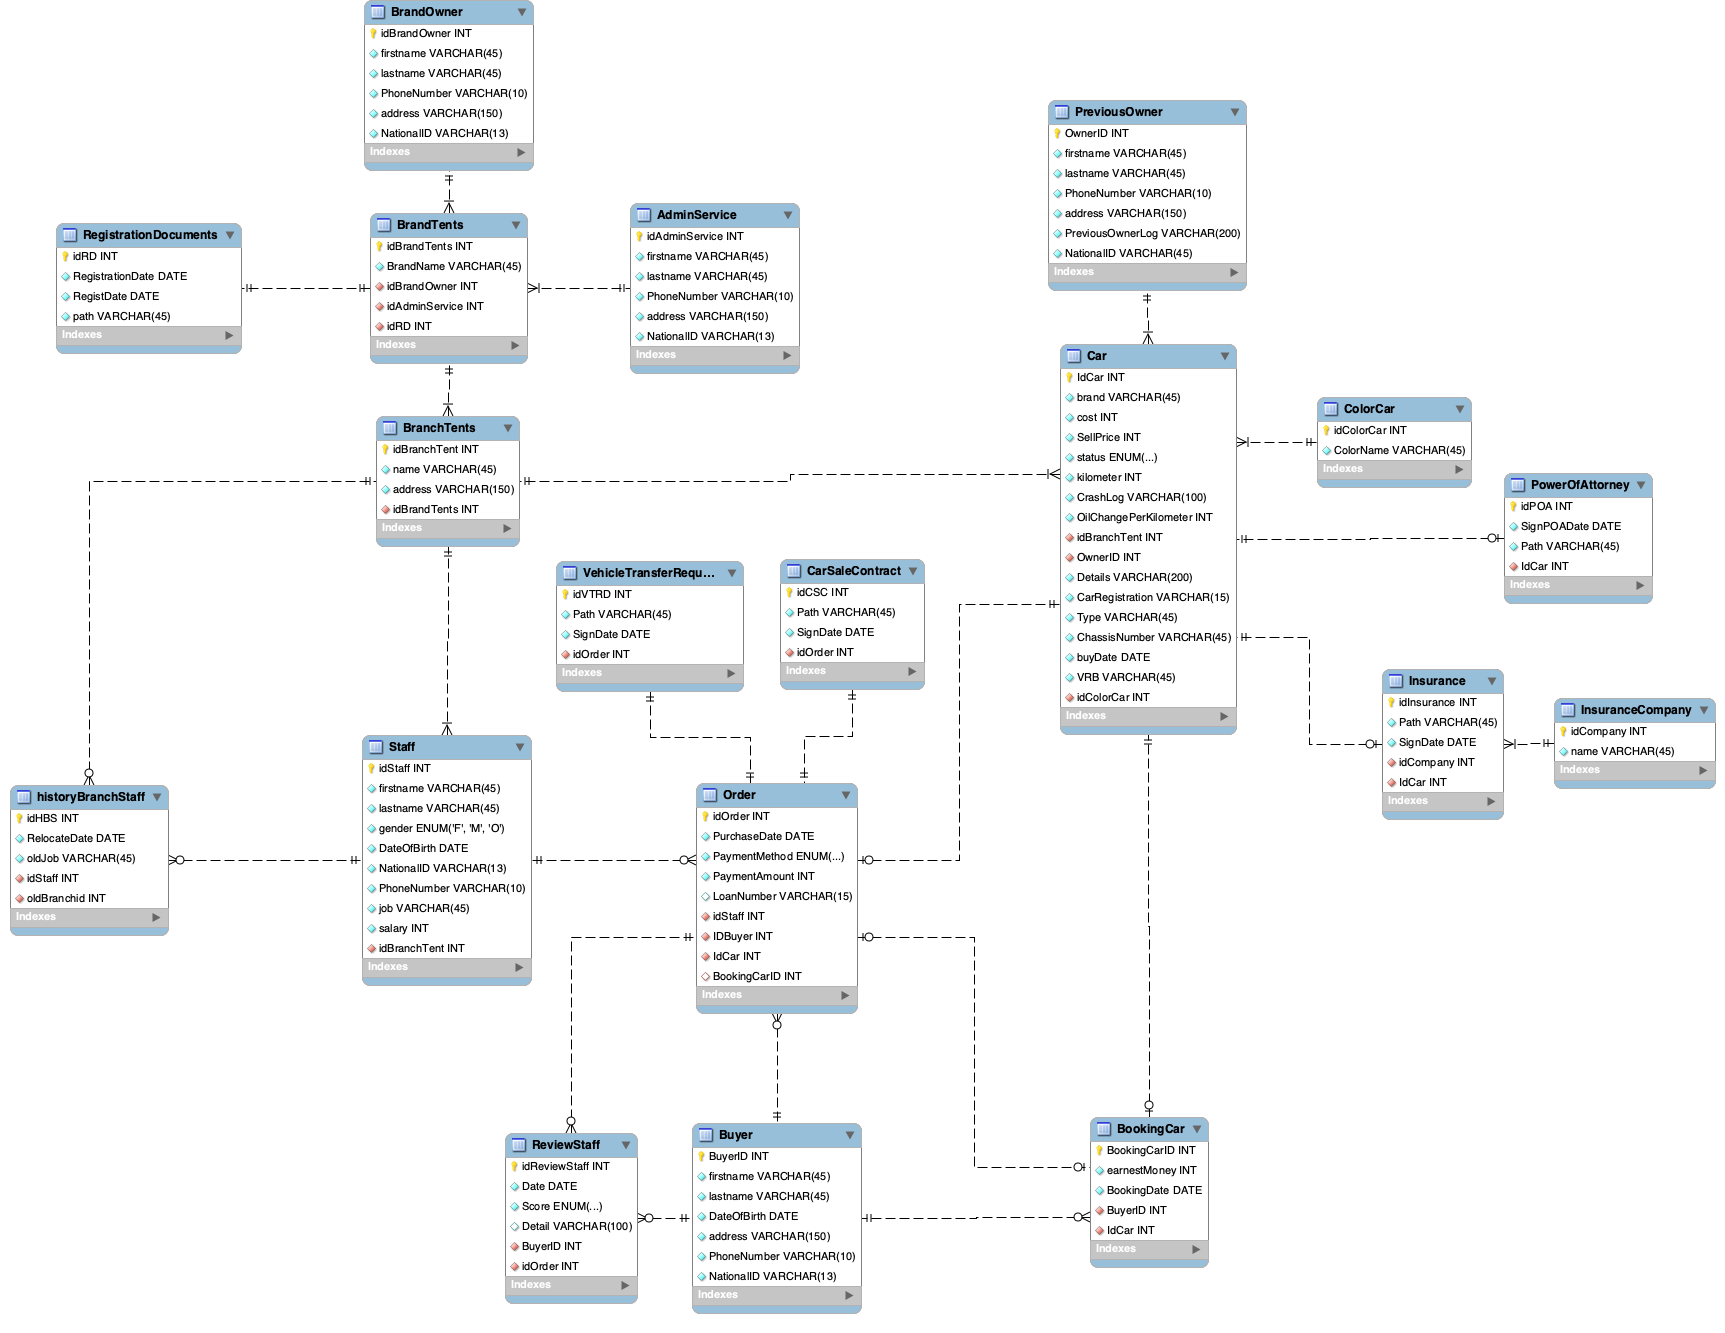 BrandOwner
idBrandOwner INT
firstname VARCHAR(45)
lastname VARCHAR(45)
PhoneNumber VARCHAR(10)
address VARCHAR(150)
NationalID VARCHAR(13)
Indexes
PreviousOwner
OwnerID INT
firstname VARCHAR(45)
lastname VARCHAR(45)
PhoneNumber VARCHAR(10)
address VARCHAR(150)
PreviousOwnerLog VARCHAR(200)
NationalID VARCHAR(45)
Indexes
RegistrationDocuments
idRD INT
RegistrationDate DATE
RegistDate DATE
path VARCHAR(45)
Indexes
BrandTents
idBrandTents INT
BrandName VARCHAR(45)
idBrandOwner INT
idAdminService INT
idRD INT
Indexes
AdminService
idAdminService INT
firstname VARCHAR(45)
lastname VARCHAR(45)
PhoneNumber VARCHAR(10)
address VARCHAR(150)
NationalID VARCHAR(13)
Indexes
Car
IdCar INT
brand VARCHAR(45)
cost INT
SellPrice INT
status ENUM(...)
kilometer INT
CrashLog VARCHAR(100)
OilChangePerKilometer INT
idBranchTent INT
OwnerID INT
Details VARCHAR(200)
CarRegistration VARCHAR(15)
Type VARCHAR(45)
ChassisNumber VARCHAR(45)
buyDate DATE
VRB VARCHAR(45)
idColorCar INT
Indexes
ColorCar
idColorCar INT
ColorName VARCHAR(45)
Indexes
PowerOfAttorney
idPOA INT
SignPOADate DATE
Path VARCHAR(45)
IdCar INT
Indexes
BranchTents
idBranchTent INT
name VARCHAR(45)
address VARCHAR(150)
idBrandTents INT
Indexes
VehicleTransferRequ...
idVTRD INT
Path VARCHAR(45)
SignDate DATE
idOrder INT
Indexes
CarSaleContract
idCSC INT
Path VARCHAR(45)
SignDate DATE
idOrder INT
Indexes
Insurance
idInsurance INT
Path VARCHAR(45)
SignDate DATE
idCompany INT
IdCar INT
Indexes
InsuranceCompany
idCompany INT
name VARCHAR(45)
Indexes
historyBranchStaff
idHBS INT
RelocateDate DATE
oldJob VARCHAR(45)
idStaff INT
oldBranchid INT
Indexes
Staff
idStaff INT
firstname VARCHAR(45)
lastname VARCHAR(45)
gender ENUM('F', 'M', 'O')
DateOfBirth DATE
NationalID VARCHAR(13)
PhoneNumber VARCHAR(10)
job VARCHAR(45)
salary INT
idBranchTent INT
Indexes
Order
idOrder INT
PurchaseDate DATE
PaymentMethod ENUM(...)
PaymentAmount INT
LoanNumber VARCHAR(15)
idStaff INT
IDBuyer INT
IdCar INT
BookingCarID INT
Indexes
ReviewStaff
idReviewStaff INT
Date DATE
Score ENUM(...)
Detail VARCHAR(100)
BuyerID INT
idOrder INT
Indexes
Buyer
BuyerID INT
firstname VARCHAR(45)
lastname VARCHAR(45)
DateOfBirth DATE
address VARCHAR(150)
PhoneNumber VARCHAR(10)
NationalID VARCHAR(13)
Indexes
BookingCar
BookingCarID INT
earnestMoney INT
BookingDate DATE
BuyerID INT
IdCar INT
Indexes